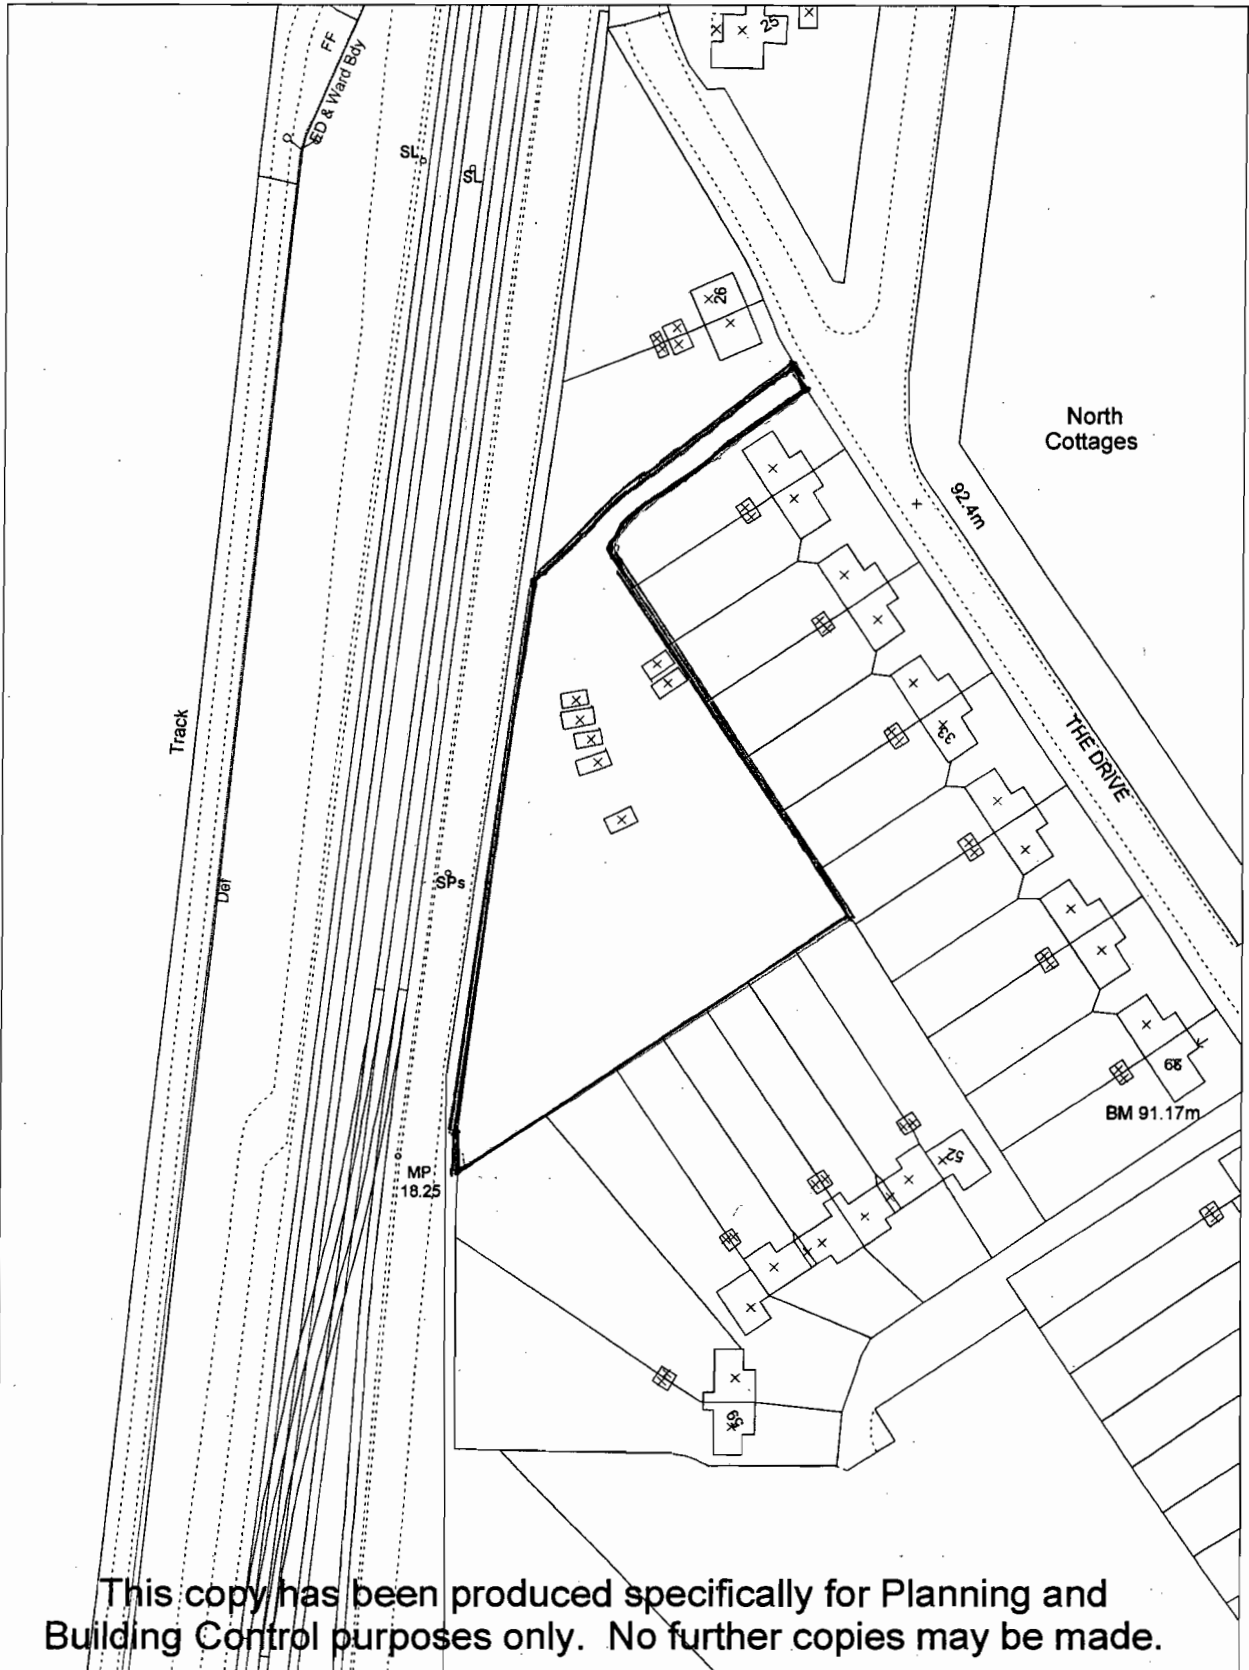 25
FF
ED & Ward Bdy
SL
SL
26
North
Cottages
92.4m
33
THE DRIVE
Track
Def
SPs
BM 91.17m
52
MP
18.25
59
This copy has been produced specifically for Planning and
Building Control purposes only. No further copies may be made.